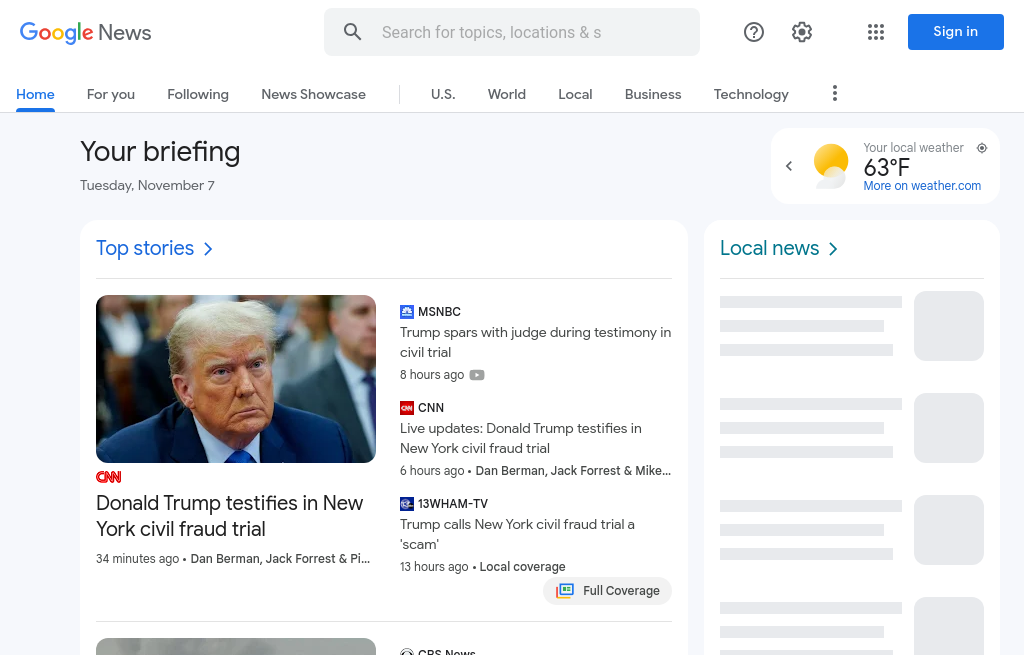 Google News
Search for topics, locations & s
Sign in
Home
For you
Following
News Showcase
U.S.
World
Local
Business
Technology
Your briefing
Tuesday, November 7
Your local weather
63°F
More on weather.com
Top stories
Local news
CNN
Donald Trump testifies in New
York civil fraud trial
34 minutes ago • Dan Berman, Jack Forrest & Pi...
MSNBC
Trump spars with judge during testimony in
civil trial
8 hours ago
CNN
Live updates: Donald Trump testifies in
New York civil fraud trial
6 hours ago • Dan Berman, Jack Forrest & Mike...
13WHAM-TV
Trump calls New York civil fraud trial a
'scam'
13 hours ago • Local coverage
Full Coverage
CBS News